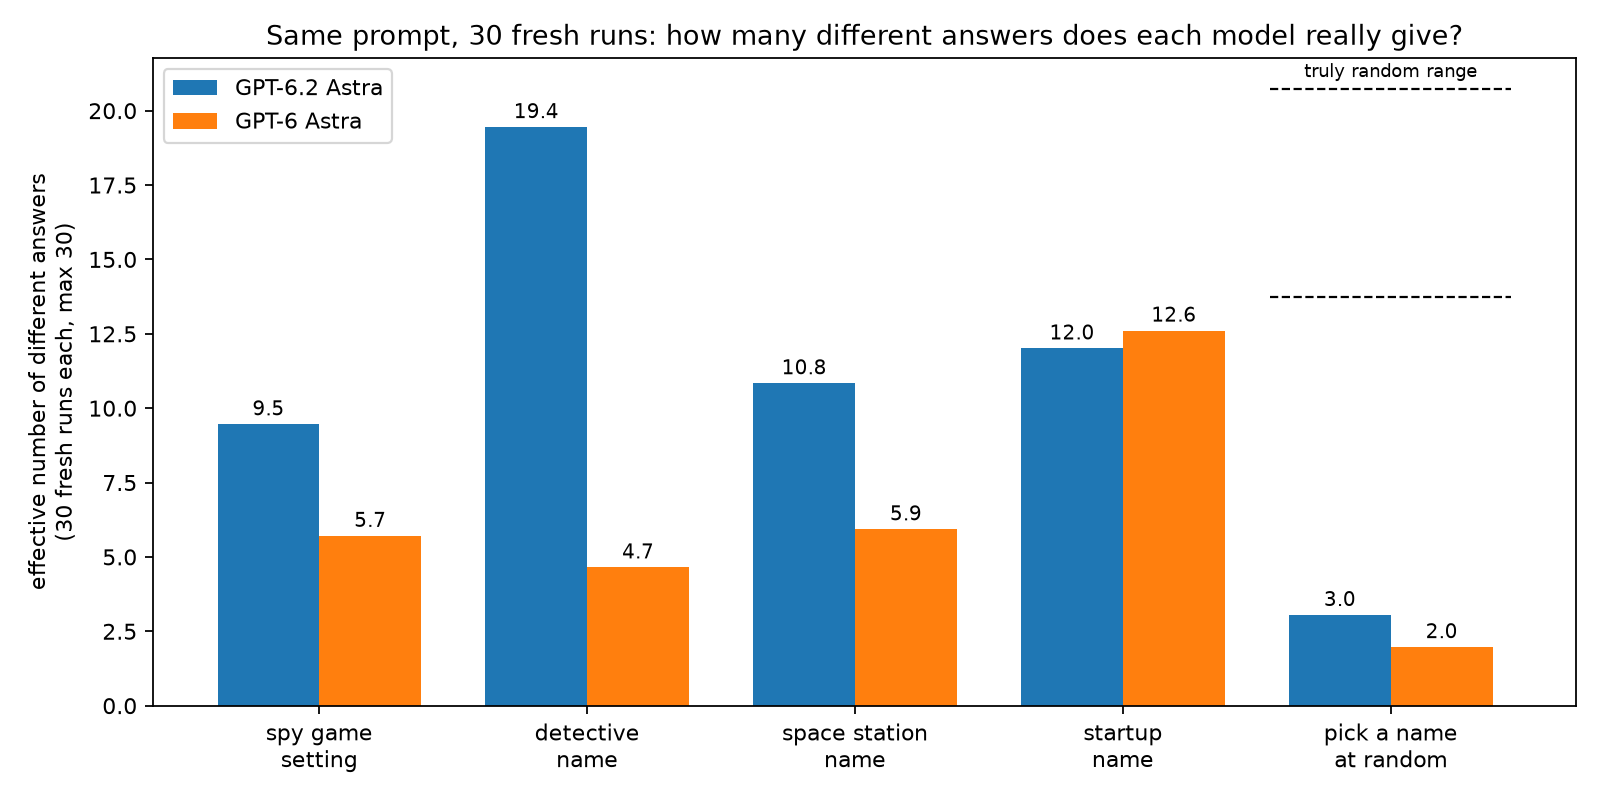 Same prompt, 30 fresh runs: how many different answers does each model really give?
GPT-6.2 Astra
GPT-6 Astra
truly random range
effective number of different answers
(30 fresh runs each, max 30)
20.0
17.5
15.0
12.5
10.0
7.5
5.0
2.5
0.0
9.5
5.7
19.4
4.7
10.8
5.9
12.0
12.6
3.0
2.0
spy game
setting
detective
name
space station
name
startup
name
pick a name
at random